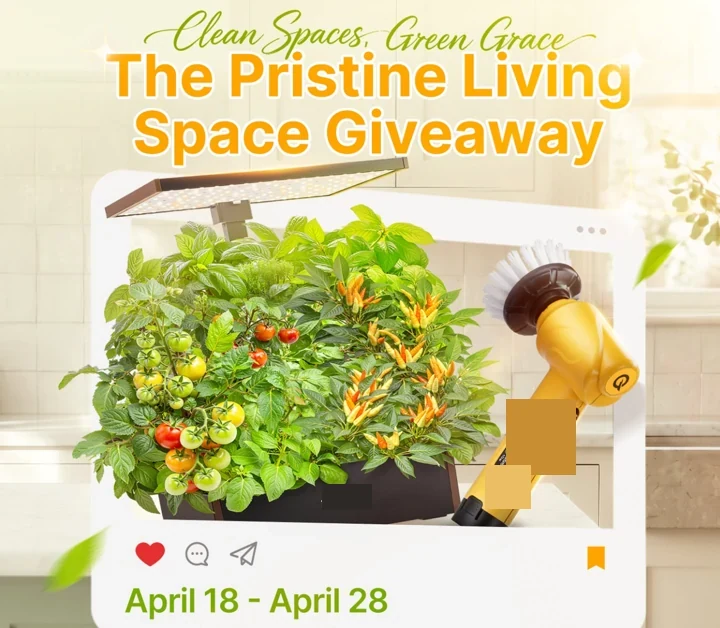 Clean Spaces, Green Grace
The Pristine Living
Space Giveaway
April 18 - April 28